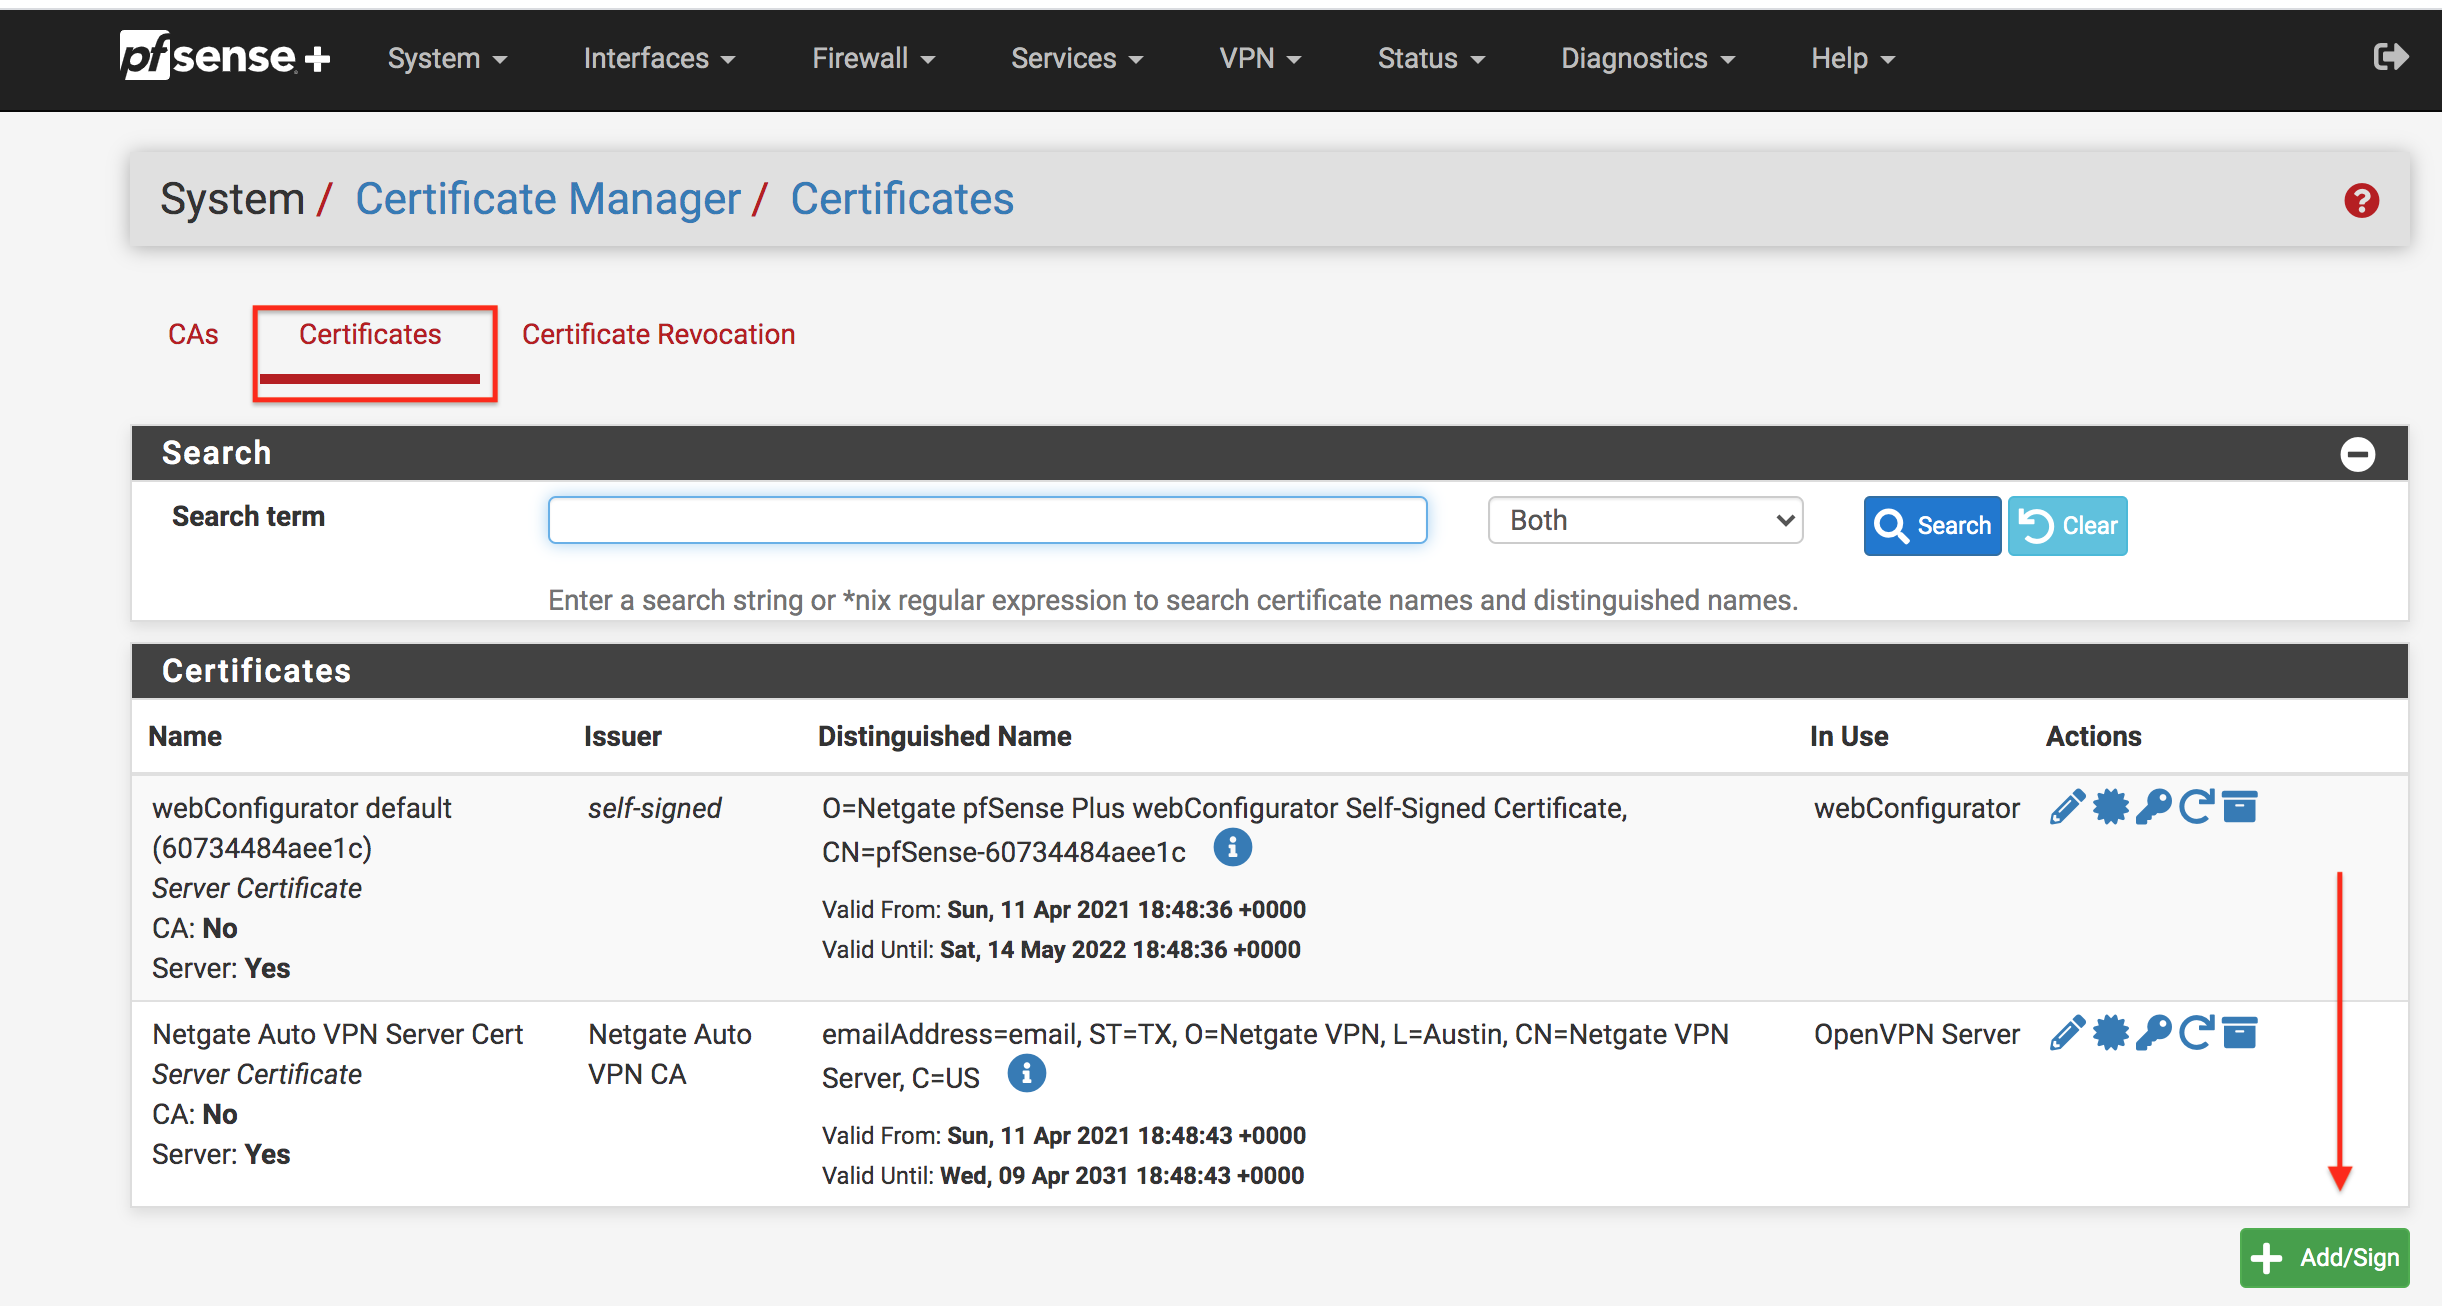 pfsense +
System
Interfaces
Firewall
Services
VPN
Status
Diagnostics
Help
System / Certificate Manager / Certificates
CAs
Certificates
Certificate Revocation
Search
Search term
Both
Search
Clear
Enter a search string or *nix regular expression to search certificate names and distinguished names.
Certificates
Name
Issuer
Distinguished Name
In Use
Actions
webConfigurator default
(60734484aee1c)
Server Certificate
CA: No
Server: Yes
self-signed
O=Netgate pfSense Plus webConfigurator Self-Signed Certificate,
CN=pfSense-60734484aee1c
Valid From: Sun, 11 Apr 2021 18:48:36 +0000
Valid Until: Sat, 14 May 2022 18:48:36 +0000
webConfigurator
Netgate Auto VPN Server Cert
Server Certificate
CA: No
Server: Yes
Netgate Auto
VPN CA
emailAddress=email, ST=TX, O=Netgate VPN, L=Austin, CN=Netgate VPN
Server, C=US
Valid From: Sun, 11 Apr 2021 18:48:43 +0000
Valid Until: Wed, 09 Apr 2031 18:48:43 +0000
OpenVPN Server
Add/Sign